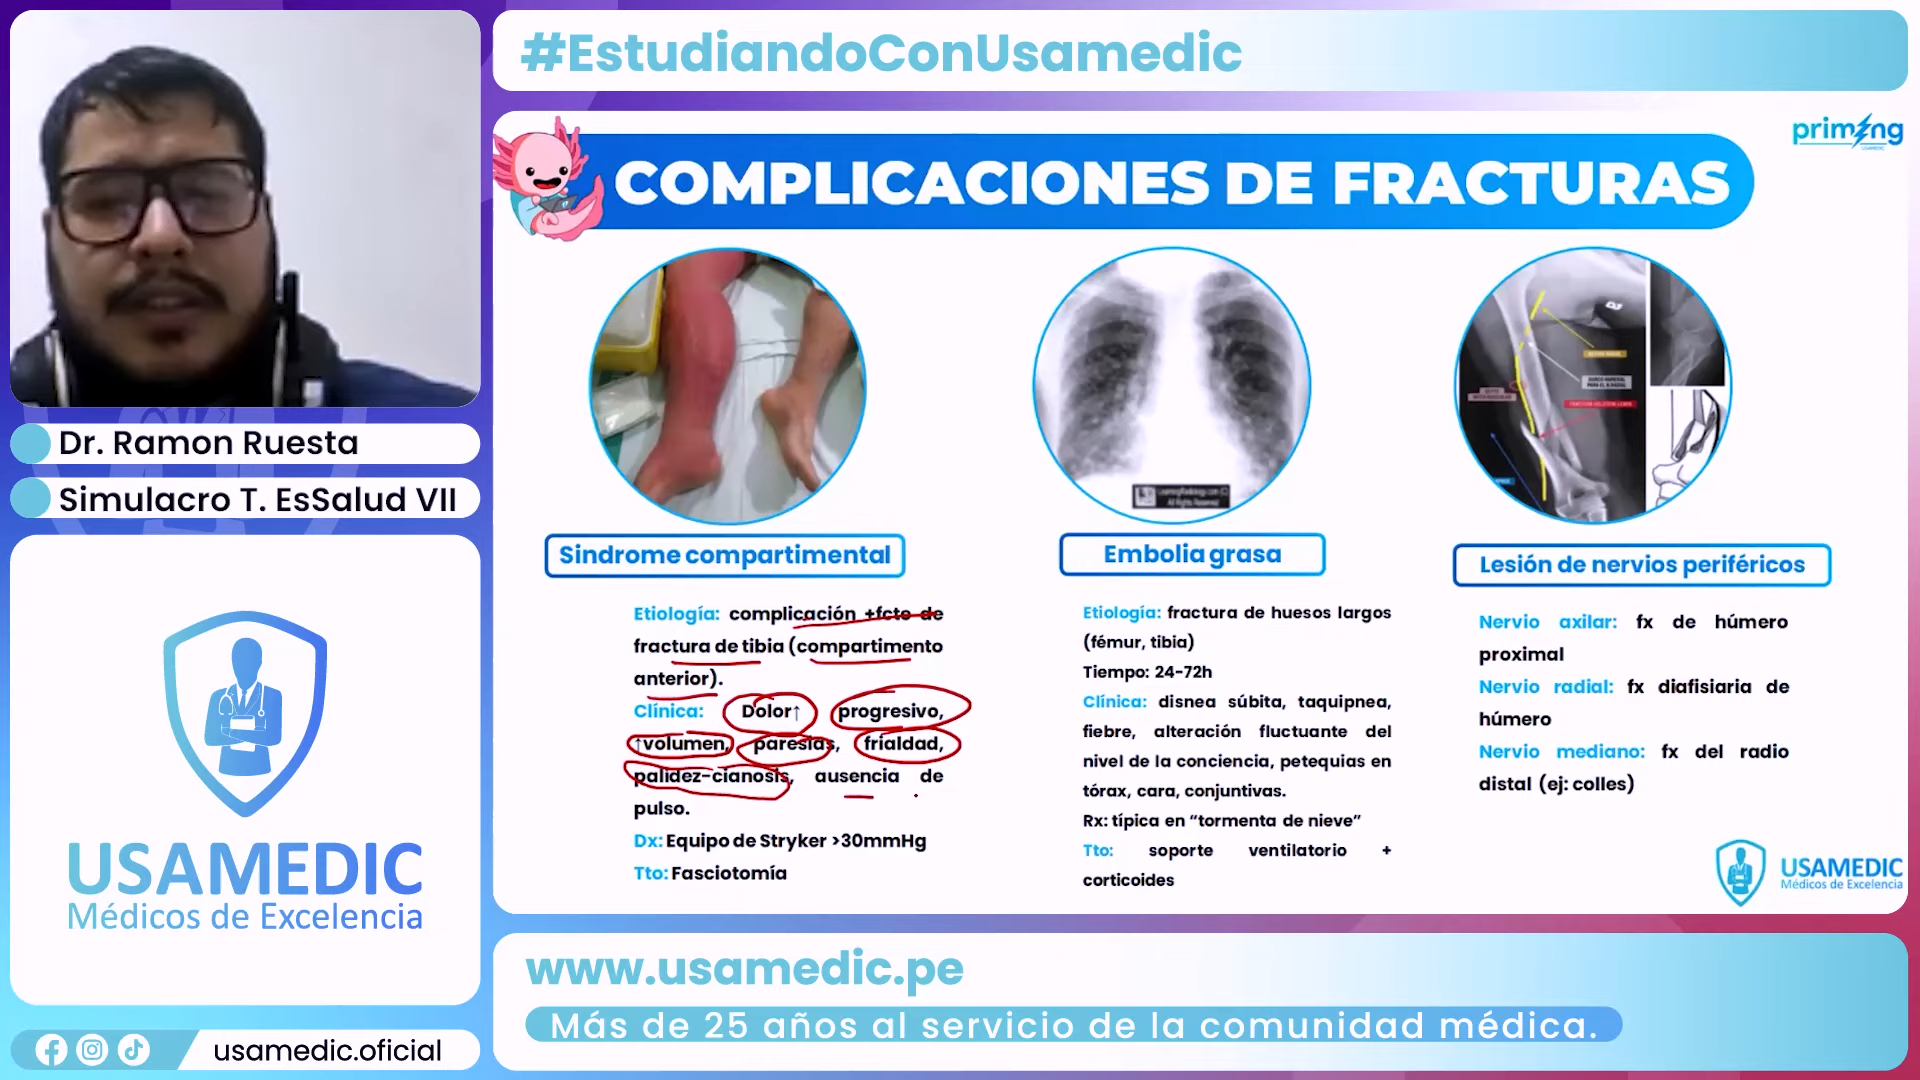 #EstudiandoConUsamedic
priming
USAMEDIC
COMPLICACIONES DE FRACTURAS
Dr. Ramon Ruesta
Simulacro T. EsSalud VII
USAMEDIC
Médicos de Excelencia
usamedic.oficial
Sindrome compartimental
Etiología: complicación +fcte de
fractura de tibia (compartimento
anterior).
Clínica: Dolor↑ progresivo,
↑volumen, paresias, frialdad,
palidez-cianosis, ausencia de
pulso.
Dx: Equipo de Stryker >30mmHg
Tto: Fasciotomía
Embolia grasa
Etiología: fractura de huesos largos
(fémur, tibia)
Tiempo: 24-72h
Clínica: disnea súbita, taquipnea,
fiebre, alteración fluctuante del
nivel de la conciencia, petequias en
tórax, cara, conjuntivas.
Rx: típica en “tormenta de nieve”
Tto: soporte ventilatorio +
corticoides
Lesión de nervios periféricos
Nervio axilar: fx de húmero
proximal
Nervio radial: fx diafisiaria de
húmero
Nervio mediano: fx del radio
distal (ej: colles)
USAMEDIC
Médicos de Excelencia
www.usamedic.pe
Más de 25 años al servicio de la comunidad médica.